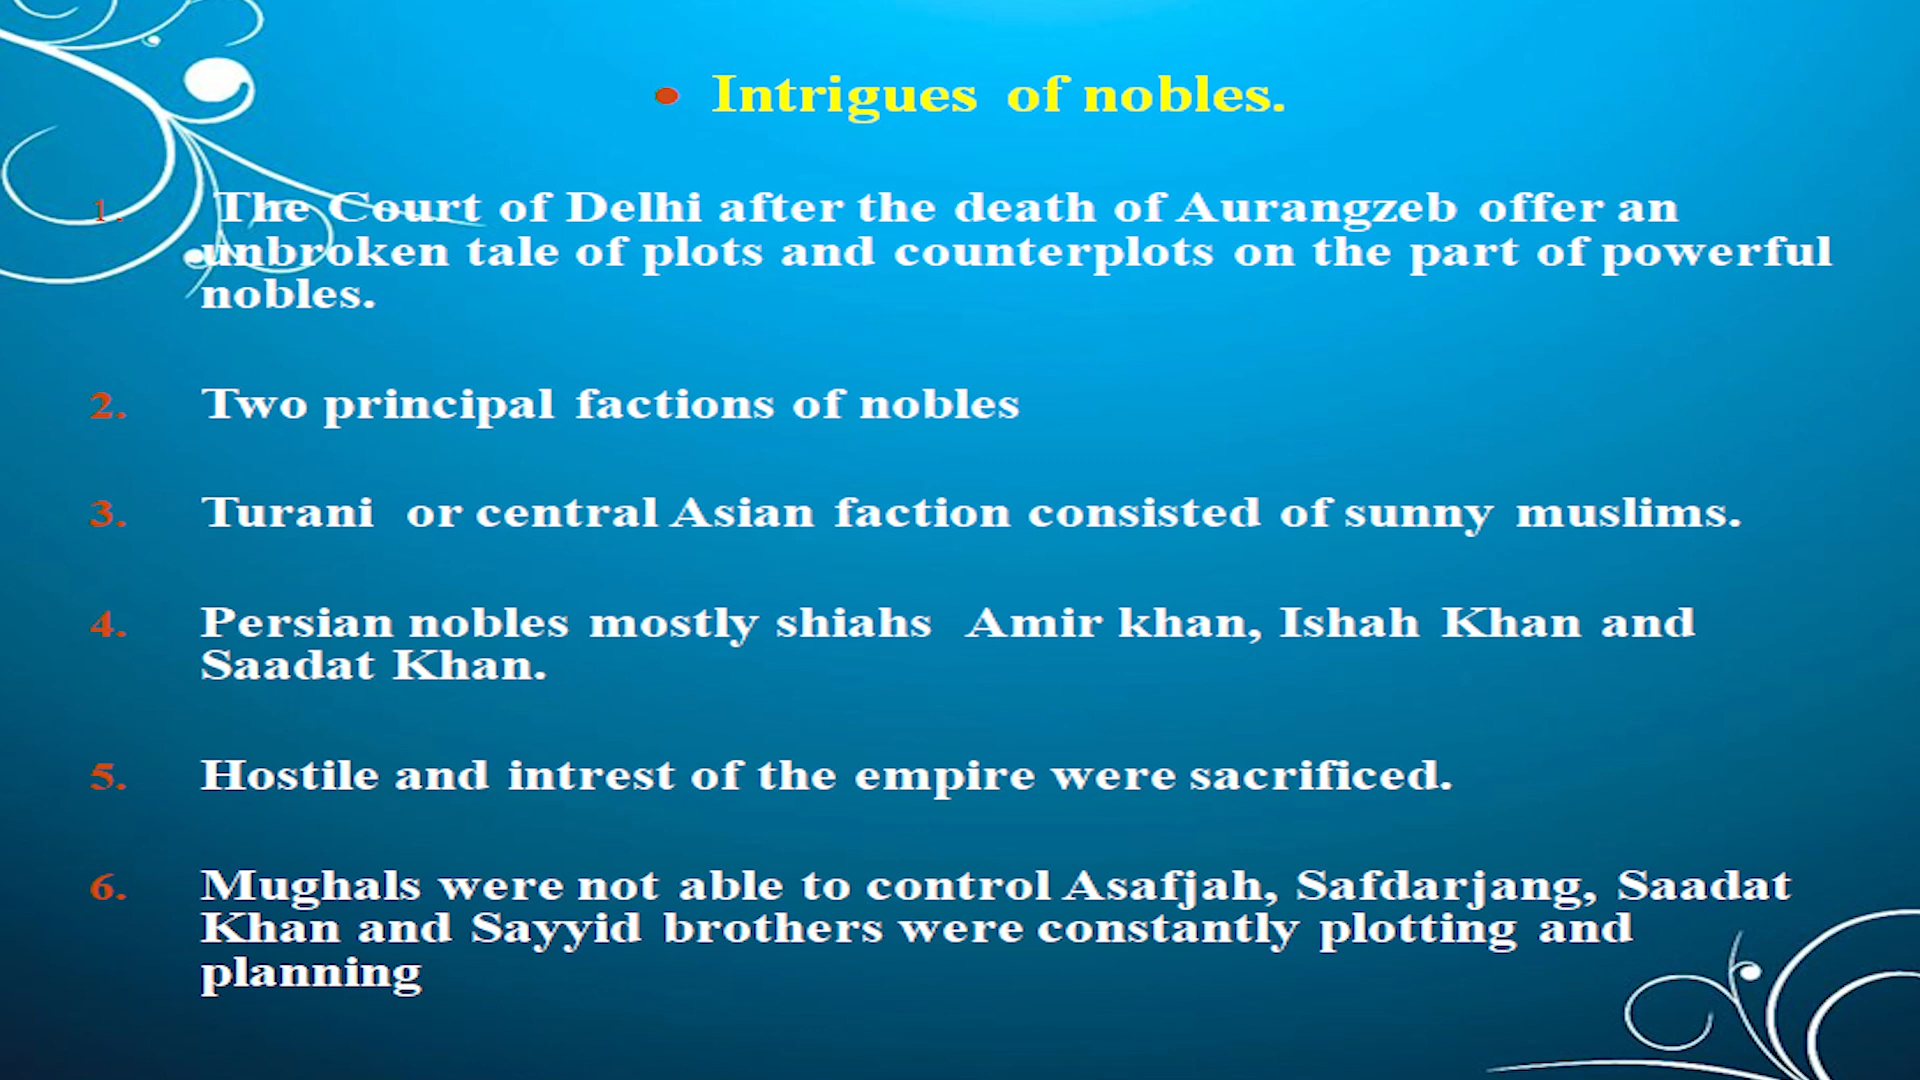 • Intrigues of nobles.
1. The Court of Delhi after the death of Aurangzeb offer an
unbroken tale of plots and counterplots on the part of powerful
nobles.
2. Two principal factions of nobles
3. Turani or central Asian faction consisted of sunny muslims.
4. Persian nobles mostly shiahs Amir khan, Ishah Khan and
Saadat Khan.
5. Hostile and intrest of the empire were sacrificed.
6. Mughals were not able to control Asafjah, Safdarjang, Saadat
Khan and Sayyid brothers were constantly plotting and
planning